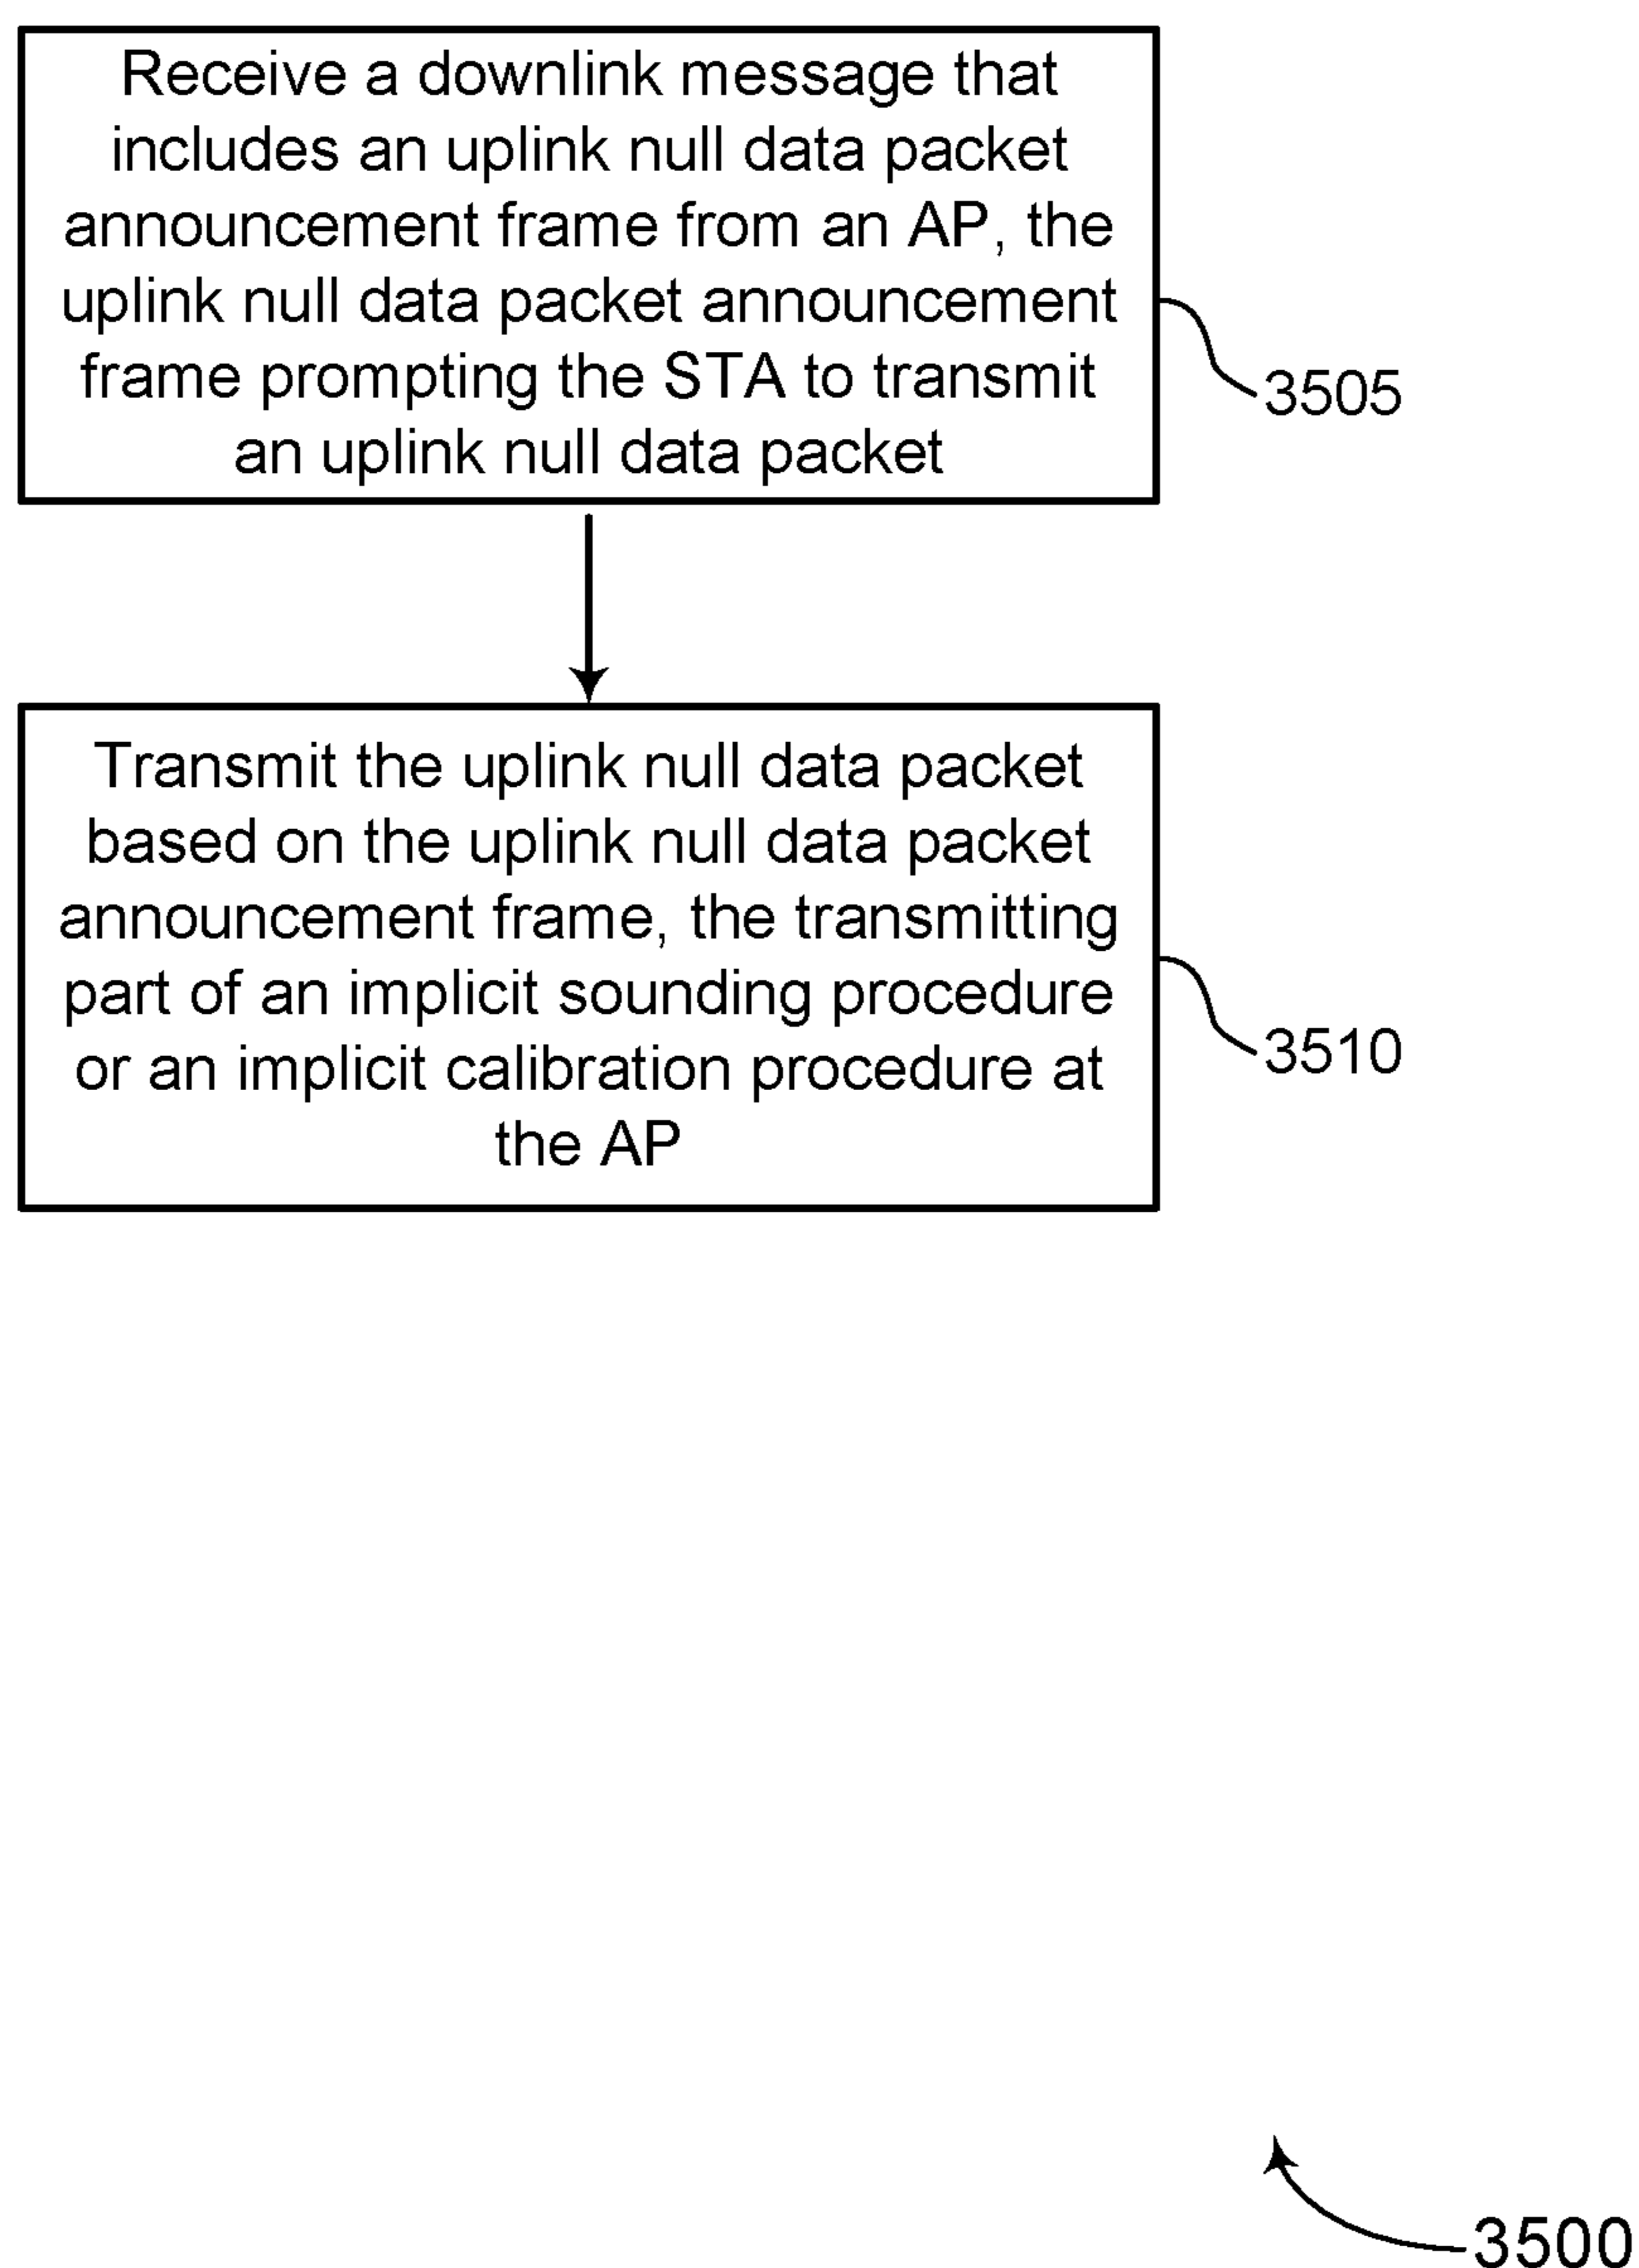 Receive a downlink message that
includes an uplink null data packet
announcement frame from an AP, the
uplink null data packet announcement
frame prompting the STA to transmit
an uplink null data packet
3505
Transmit the uplink null data packet
based on the uplink null data packet
announcement frame, the transmitting
part of an implicit sounding procedure
or an implicit calibration procedure at
the AP
3510
3500